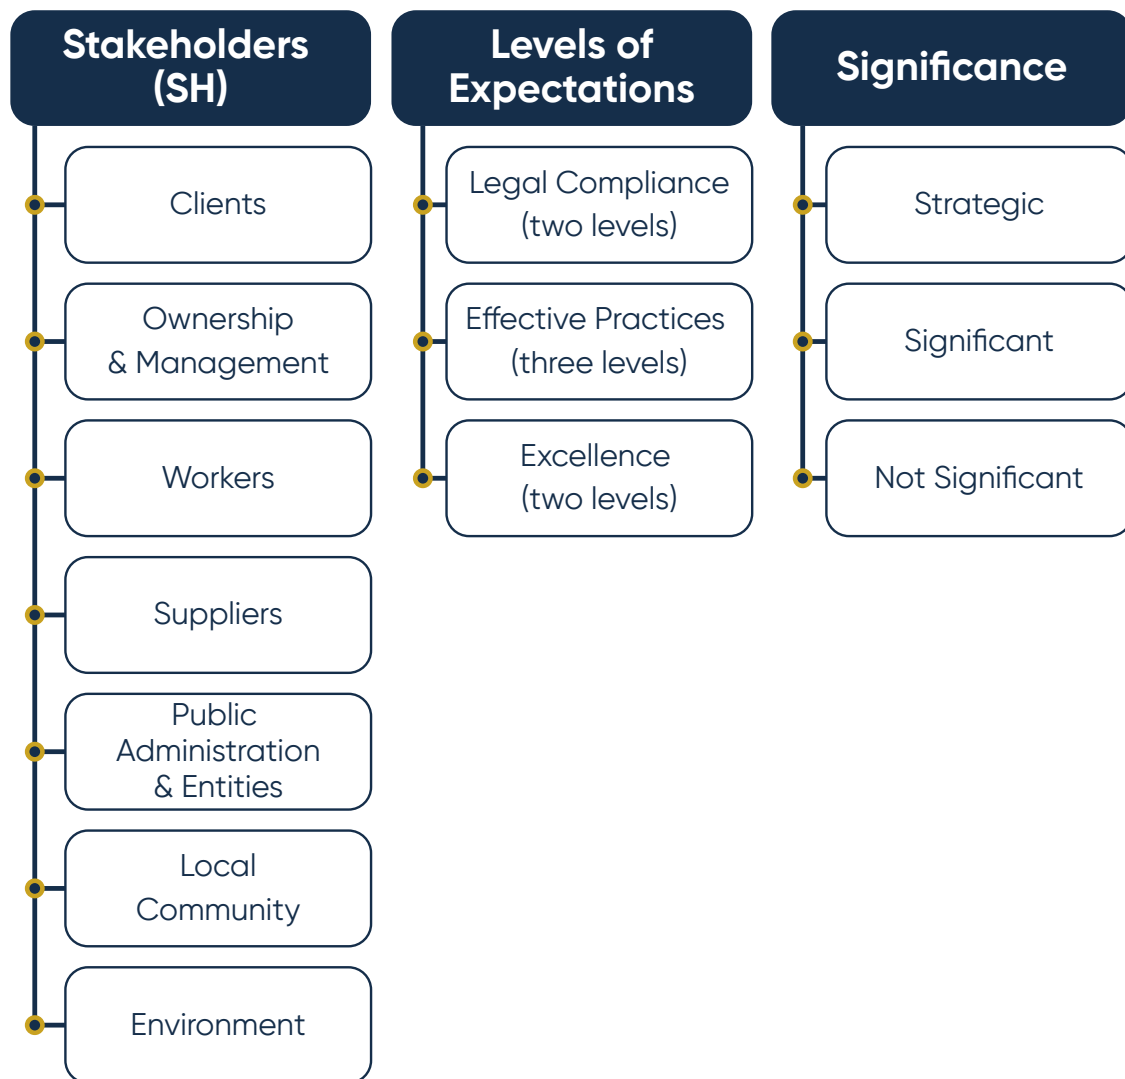 Stakeholders
(SH)
Clients
Ownership
& Management
Workers
Suppliers
Public
Administration
& Entities
Local
Community
Environment
Levels of
Expectations
Legal Compliance
(two levels)
Effective Practices
(three levels)
Excellence
(two levels)
Significance
Strategic
Significant
Not Significant